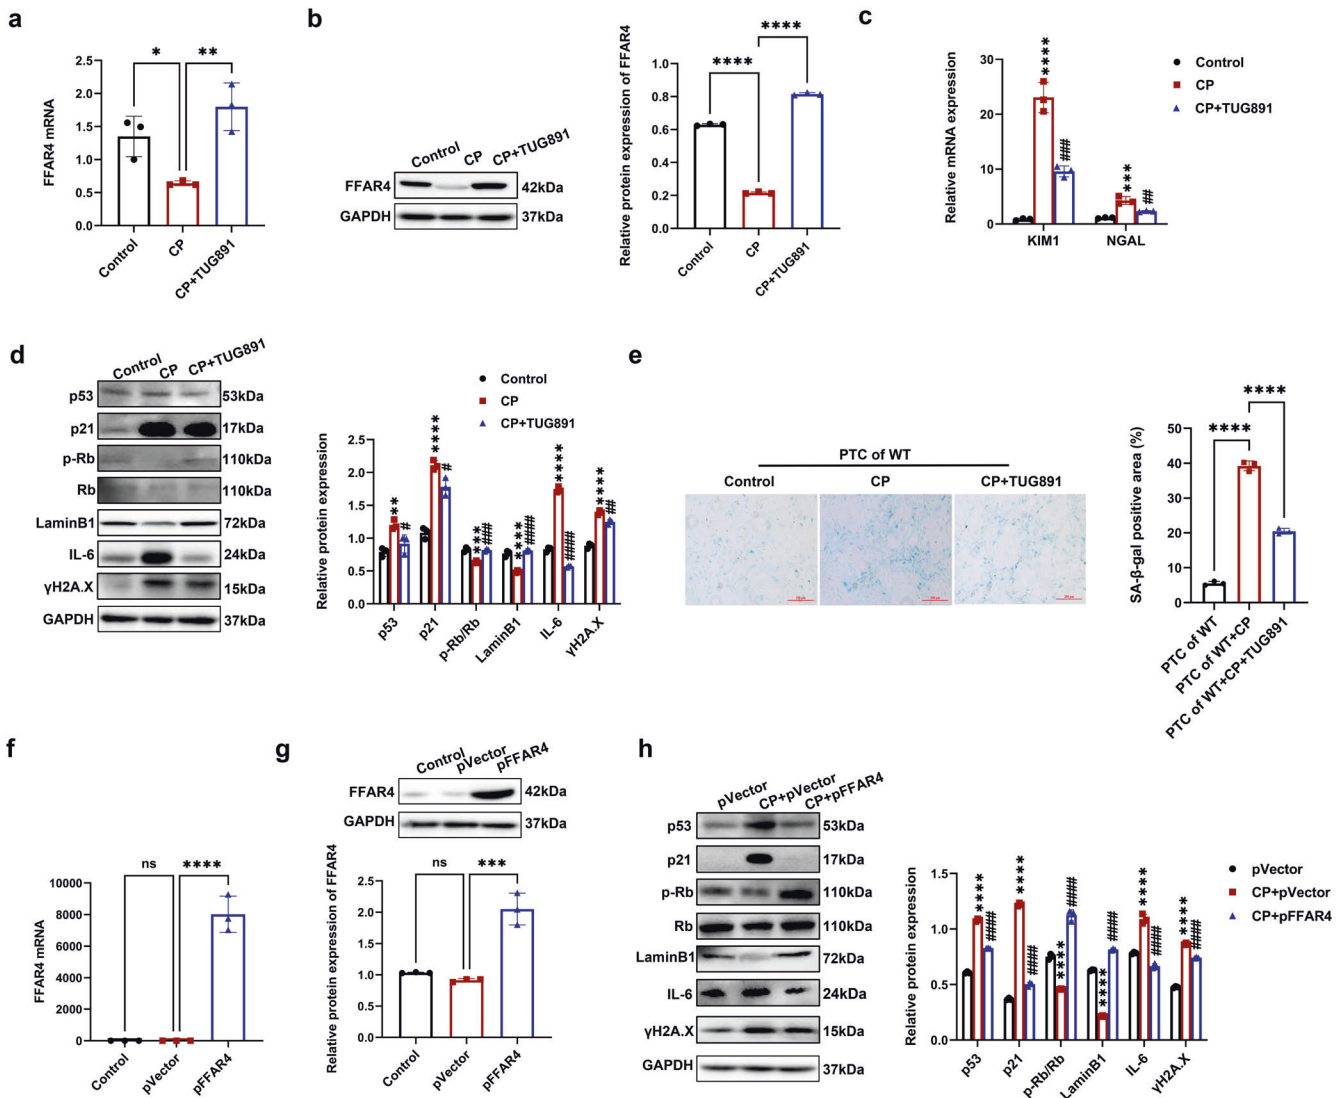 a
FFAR4 mRNA
2.5
2.0
1.5
1.0
0.5
0.0
*
**
Control
CP
CP+TUG891
b
Control
CP
CP+TUG891
FFAR4
42kDa
GAPDH
37kDa
Relative protein expression of FFAR4
1.0
0.8
0.6
0.4
0.2
0.0
****
****
Control
CP
CP+TUG891
c
Relative mRNA expression
30
20
10
0
****
###
***
##
KIM1
NGAL
Control
CP
CP+TUG891
d
Control
CP
CP+TUG891
p53
53kDa
p21
17kDa
p-Rb
110kDa
Rb
110kDa
LaminB1
72kDa
IL-6
24kDa
γH2A.X
15kDa
GAPDH
37kDa
Control
CP
CP+TUG891
Relative protein expression
2.5
2.0
1.5
1.0
0.5
0.0
**
#
****
#
***
###
****
####
****
####
****
##
p53
p21
p-Rb/Rb
LaminB1
IL-6
γH2A.X
e
PTC of WT
Control
CP
CP+TUG891
SA-β-gal positive area (%)
50
40
30
20
10
0
****
****
PTC of WT
PTC of WT+CP
PTC of WT+CP+TUG891
f
FFAR4 mRNA
10000
8000
6000
4000
2000
0
ns
****
Control
pVector
pFFAR4
g
Control
pVector
pFFAR4
FFAR4
42kDa
GAPDH
37kDa
Relative protein expression of FFAR4
2.5
2.0
1.5
1.0
0.5
0.0
ns
***
Control
pVector
pFFAR4
h
pVector
CP+pVector
CP+pFFAR4
p53
53kDa
p21
17kDa
p-Rb
110kDa
Rb
110kDa
LaminB1
72kDa
IL-6
24kDa
γH2A.X
15kDa
GAPDH
37kDa
Relative protein expression
1.5
1.0
0.5
0.0
****
####
****
####
****
####
****
####
****
####
****
####
p53
p21
p-Rb/Rb
LaminB1
IL-6
γH2A.X
pVector
CP+pVector
CP+pFFAR4